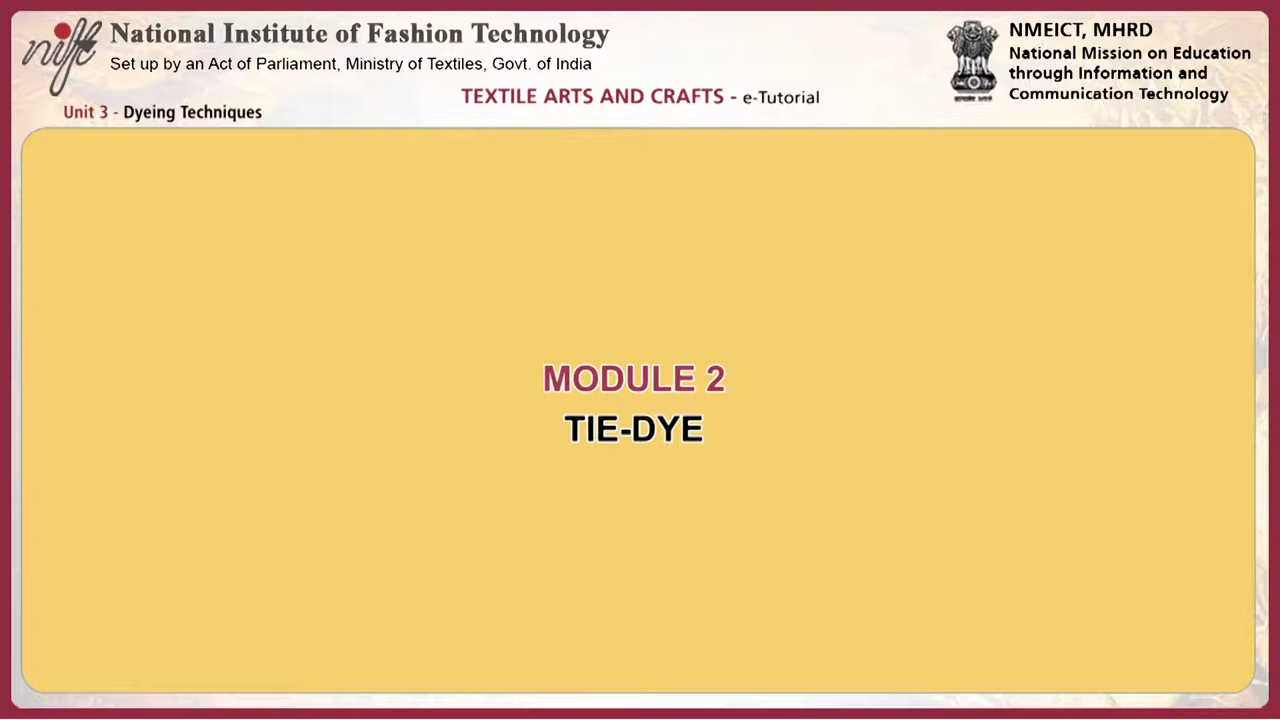 nift
National Institute of Fashion Technology
Set up by an Act of Parliament, Ministry of Textiles, Govt. of India
NMEICT, MHRD
National Mission on Education
through Information and
Communication Technology
TEXTILE ARTS AND CRAFTS - e-Tutorial
Unit 3 - Dyeing Techniques
MODULE 2
TIE-DYE